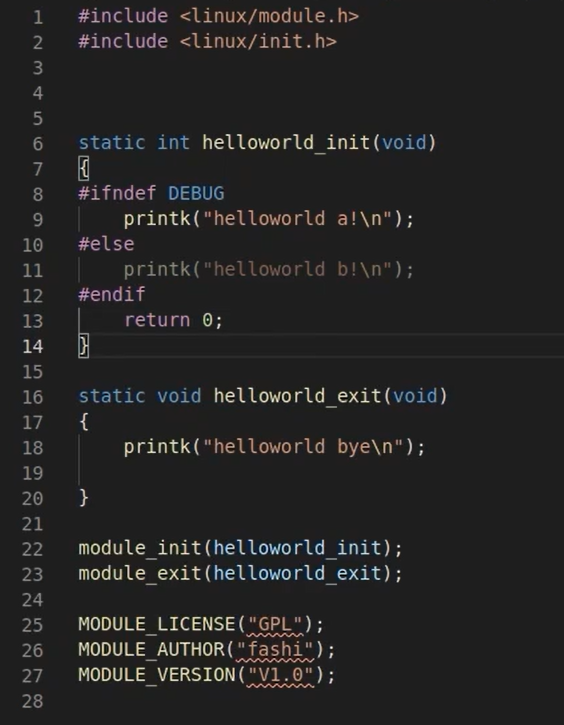 1 #include <linux/module.h>
2 #include <linux/init.h>
3
4
5
6 static int helloworld_init(void)
7 {
8 #ifndef DEBUG
9     printk("helloworld a!\n");
10 #else
11     printk("helloworld b!\n");
12 #endif
13     return 0;
14 }
15
16 static void helloworld_exit(void)
17 {
18     printk("helloworld bye\n");
19
20 }
21
22 module_init(helloworld_init);
23 module_exit(helloworld_exit);
24
25 MODULE_LICENSE("GPL");
26 MODULE_AUTHOR("fashi");
27 MODULE_VERSION("V1.0");
28